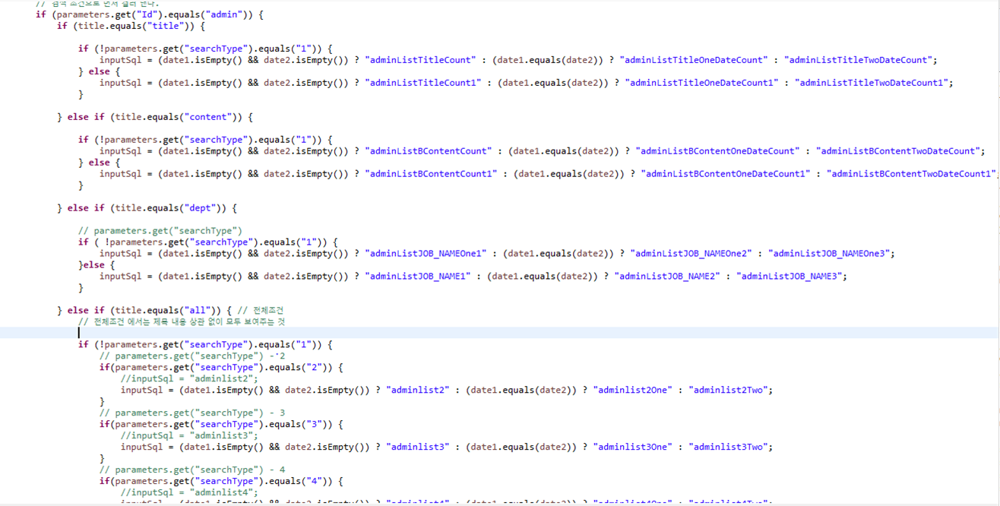 // 검색 조건으로 먼저 걸러 낸다.
if (parameters.get("Id").equals("admin")) {
if (title.equals("title")) {
if (!parameters.get("searchType").equals("1")) {
inputSql = (date1.isEmpty() && date2.isEmpty()) ? "adminListTitleCount" : (date1.equals(date2)) ? "adminListTitleOneDateCount" : "adminListTitleTwoDateCount";
} else {
inputSql = (date1.isEmpty() && date2.isEmpty()) ? "adminListTitleCount1" : (date1.equals(date2)) ? "adminListTitleOneDateCount1" : "adminListTitleTwoDateCount1";
}
} else if (title.equals("content")) {
if (!parameters.get("searchType").equals("1")) {
inputSql = (date1.isEmpty() && date2.isEmpty()) ? "adminListBContentCount" : (date1.equals(date2)) ? "adminListBContentOneDateCount" : "adminListBContentTwoDateCount";
} else {
inputSql = (date1.isEmpty() && date2.isEmpty()) ? "adminListBContentCount1" : (date1.equals(date2)) ? "adminListBContentOneDateCount1" : "adminListBContentTwoDateCount1";
}
} else if (title.equals("dept")) {
// parameters.get("searchType")
if ( !parameters.get("searchType").equals("1")) {
inputSql = (date1.isEmpty() && date2.isEmpty()) ? "adminListJOB_NAMEOne1" : (date1.equals(date2)) ? "adminListJOB_NAMEOne2" : "adminListJOB_NAMEOne3";
}else {
inputSql = (date1.isEmpty() && date2.isEmpty()) ? "adminListJOB_NAME1" : (date1.equals(date2)) ? "adminListJOB_NAME2" : "adminListJOB_NAME3";
}
} else if (title.equals("all")) { // 전체조건
// 전체조건 에서는 제목 내용 상관 없이 모두 보여주는 것
if (!parameters.get("searchType").equals("1")) {
// parameters.get("searchType") - 2
if(parameters.get("searchType").equals("2")) {
//inputSql = "adminlist2";
inputSql = (date1.isEmpty() && date2.isEmpty()) ? "adminlist2" : (date1.equals(date2)) ? "adminlist2One" : "adminlist2Two";
}
// parameters.get("searchType") - 3
if(parameters.get("searchType").equals("3")) {
//inputSql = "adminlist3";
inputSql = (date1.isEmpty() && date2.isEmpty()) ? "adminlist3" : (date1.equals(date2)) ? "adminlist3One" : "adminlist3Two";
}
// parameters.get("searchType") - 4
if(parameters.get("searchType").equals("4")) {
//inputSql = "adminlist4";
inputSql = (date1.isEmpty() && date2.isEmpty()) ? "adminlist4" : (date1.equals(date2)) ? "adminlist4One" : "adminlist4Two";